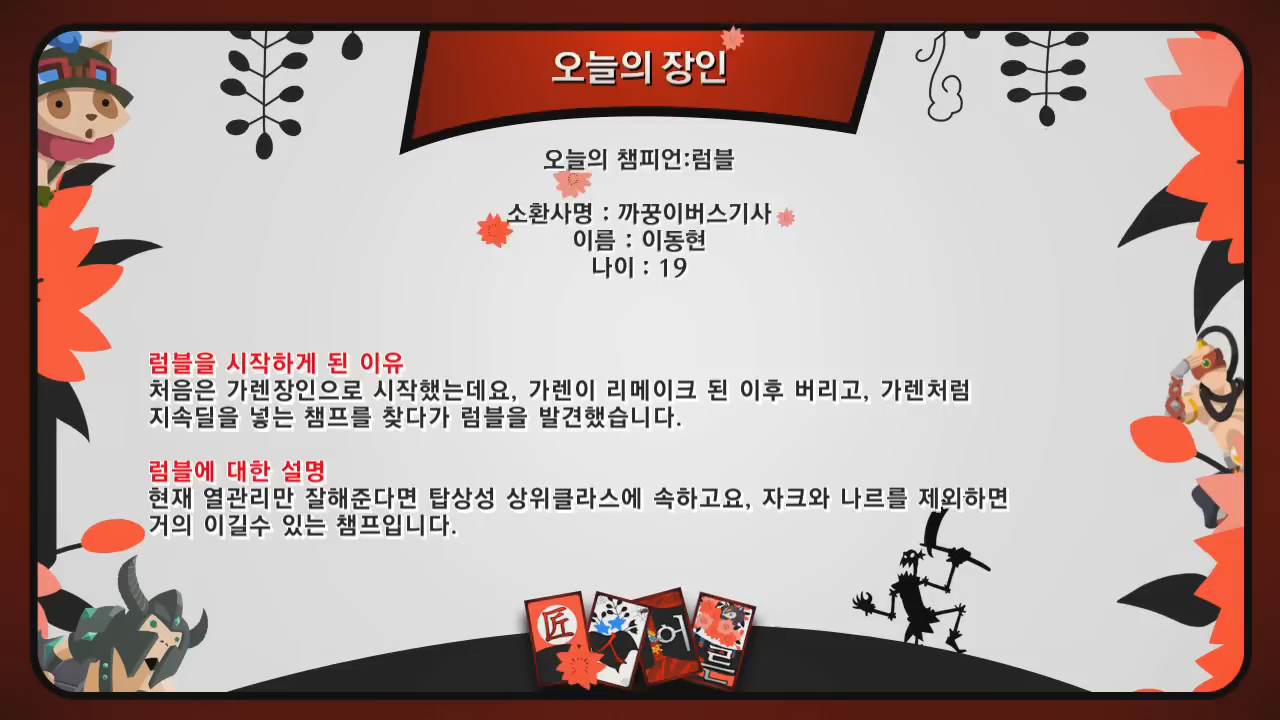 오늘의 장인
오늘의 챔피언:럼블
소환사명 : 까꿍이버스기사
이름 : 이동현
나이 : 19
럼블을 시작하게 된 이유
처음은 가렌장인으로 시작했는데요, 가렌이 리메이크 된 이후 버리고, 가렌처럼
지속딜을 넣는 챔프를 찾다가 럼블을 발견했습니다.
럼블에 대한 설명
현재 열관리만 잘해준다면 탑상성 상위클라스에 속하고요, 자크와 나르를 제외하면
거의 이길수 있는 챔프입니다.
匠 어 른